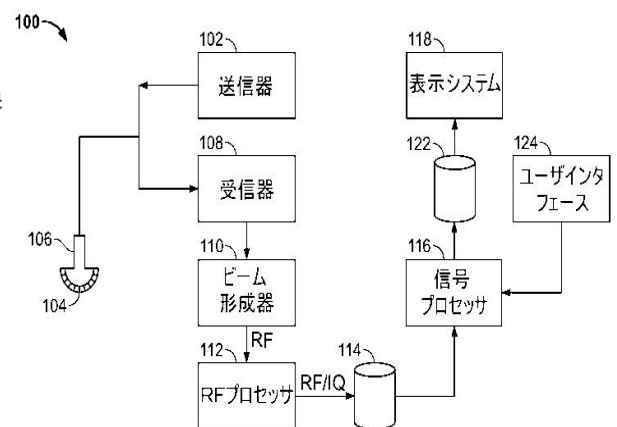 100
102
送信器
108
受信器
110
ビーム
形成器
RF
112
RFプロセッサ
RF/IQ
114
106
104
118
表示システム
122
124
ユーザインタ
フェース
116
信号
プロセッサ